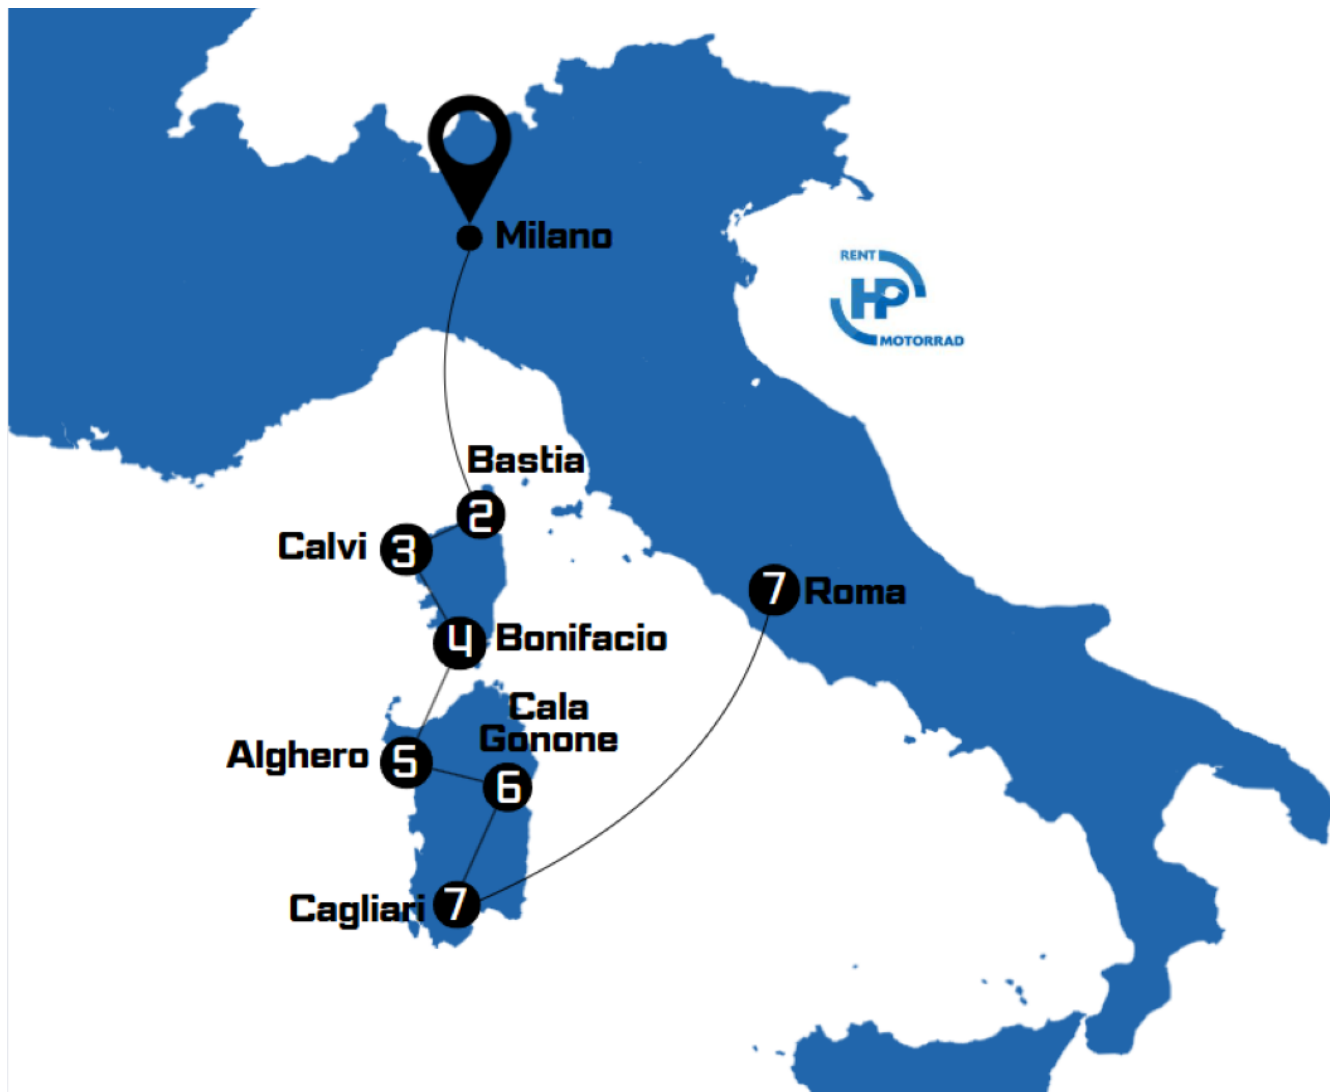 Milano
RENT
HP
MOTORRAD
Bastia
2
Calvi
3
7
Roma
4
Bonifacio
Cala
Gonone
Alghero
5
6
Cagliari
7